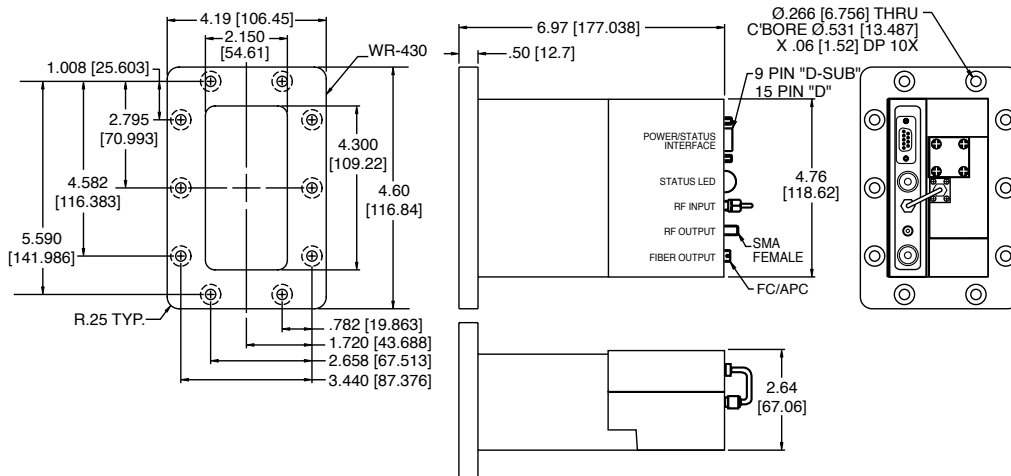 4.19 [106.45]
2.150
[54.61]
WR-430
1.008 [25.603]
2.795
[70.993]
4.582
[116.383]
5.590
[141.986]
4.300
[109.22]
4.60
[116.84]
R.25 TYP.
.782 [19.863]
1.720 [43.688]
2.658 [67.513]
3.440 [87.376]
6.97 [177.038]
.50 [12.7]
9 PIN "D-SUB"
15 PIN "D"
POWER/STATUS
INTERFACE
STATUS LED
RF INPUT
RF OUTPUT
FIBER OUTPUT
SMA
FEMALE
FC/APC
4.76
[118.62]
2.64
[67.06]
Ø.266 [6.756] THRU
C'BORE Ø.531 [13.487]
X .06 [1.52] DP 10X